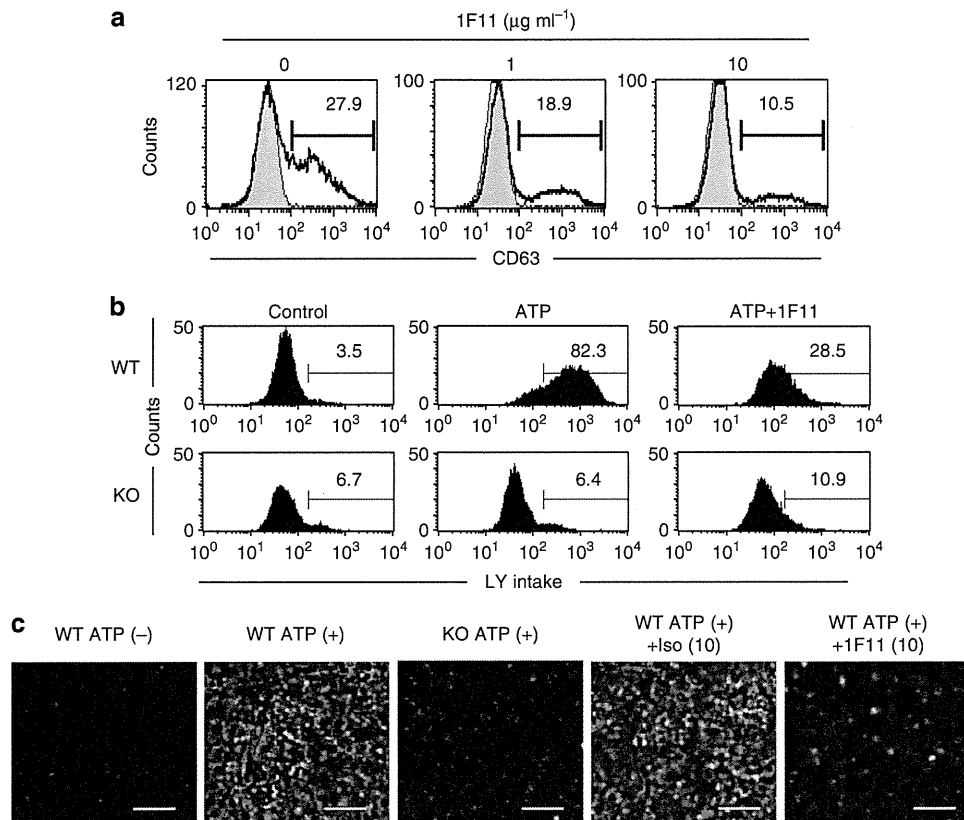 a
1F11 (µg ml⁻¹)
0 1 10
120 100 100
27.9 18.9 10.5
Counts
0 0 0
10⁰ 10¹ 10² 10³ 10⁴ 10⁰ 10¹ 10² 10³ 10⁴ 10⁰ 10¹ 10² 10³ 10⁴
CD63
b
Control ATP ATP+1F11
50 50 50
WT 3.5 82.3 28.5
0 0 0
10⁰ 10¹ 10² 10³ 10⁴ 10⁰ 10¹ 10² 10³ 10⁴ 10⁰ 10¹ 10² 10³ 10⁴
Counts
50 50 50
KO 6.7 6.4 10.9
0 0 0
10⁰ 10¹ 10² 10³ 10⁴ 10⁰ 10¹ 10² 10³ 10⁴ 10⁰ 10¹ 10² 10³ 10⁴
LY intake
c
WT ATP (–) WT ATP (+) KO ATP (+) WT ATP (+) WT ATP (+)
+Iso (10) +1F11 (10)